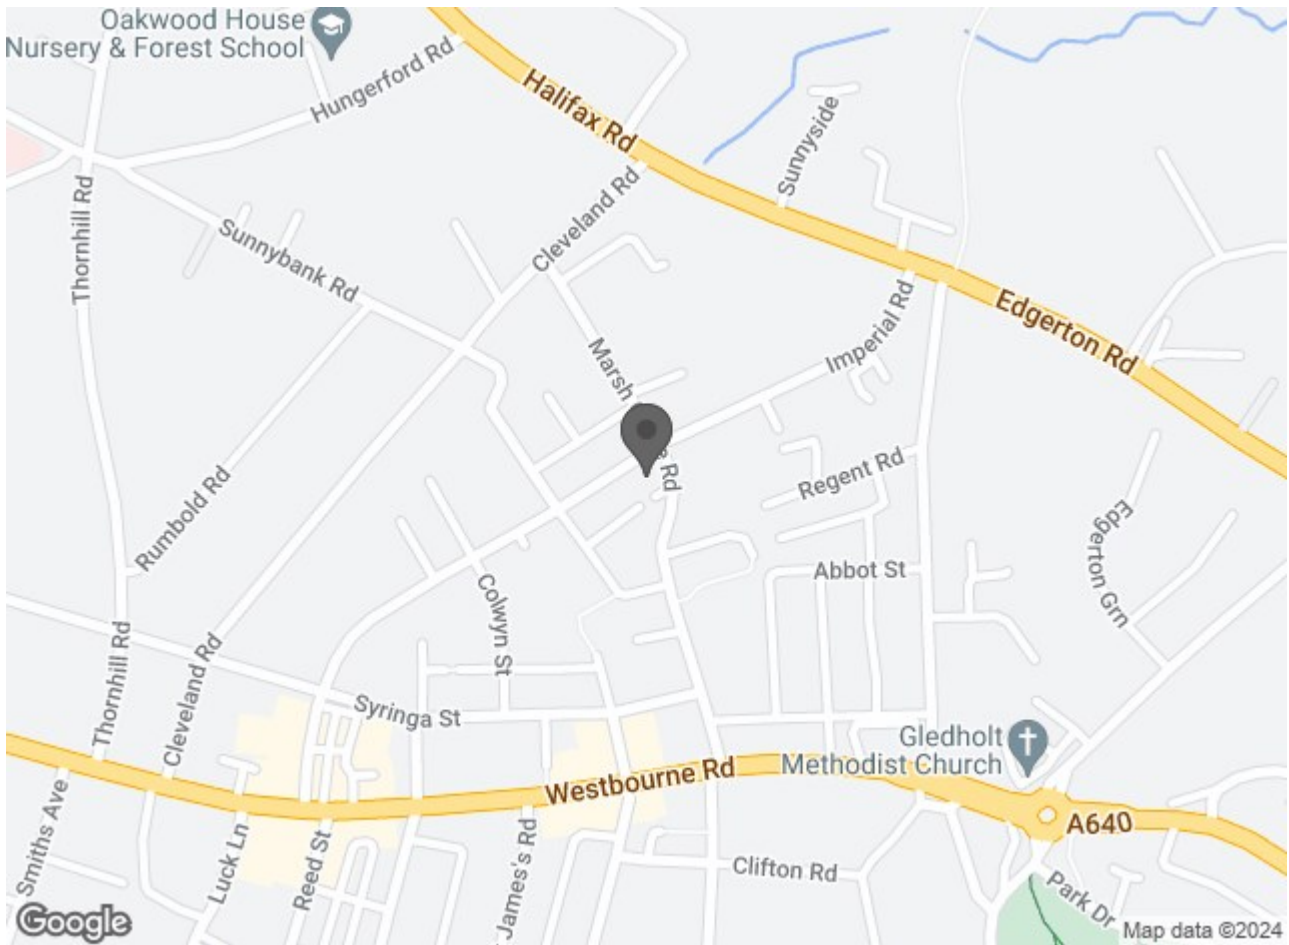 Oakwood House
Nursery & Forest School
Hungerford Rd
Halifax Rd
Sunnyside
Thornhill Rd
Cleveland Rd
Sunnybank Rd
Edgerton Rd
Imperial Rd
Marsh
Rd
Regent Rd
Rumbold Rd
Edgerton Grn
Abbot St
Colwyn St
Thornhill Rd
Cleveland Rd
Syringa St
Gledholt
Methodist Church
Westbourne Rd
A640
Smiths Ave
Luck Ln
Reed St
James's Rd
Clifton Rd
Park Dr
Google
Map data ©2024